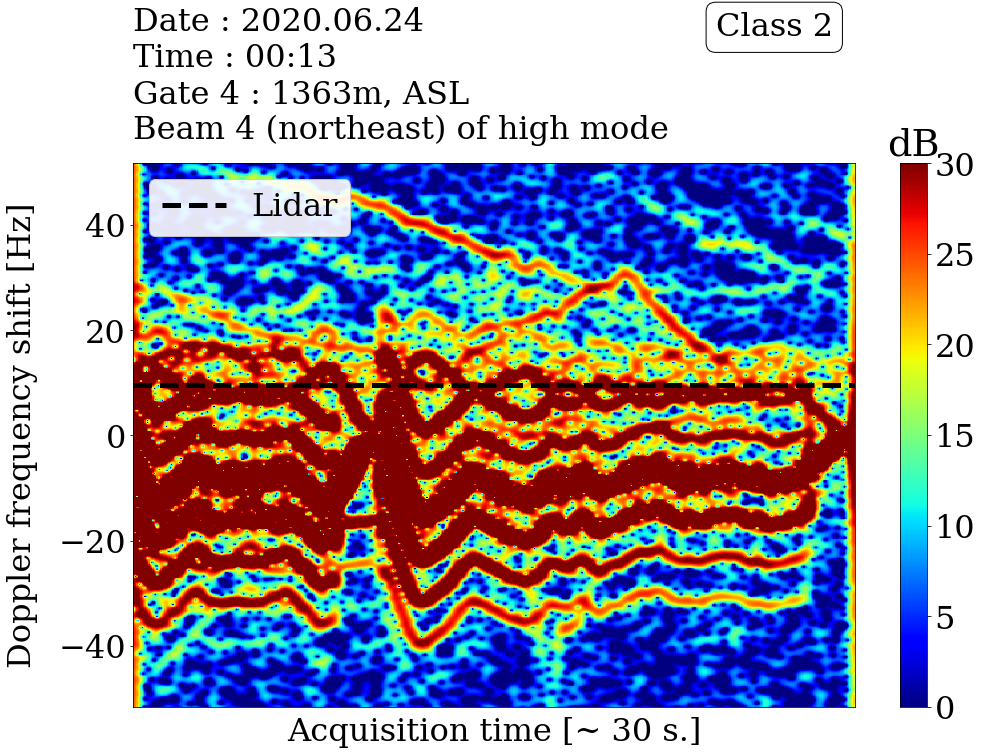 Date : 2020.06.24
Time : 00:13
Gate 4 : 1363m, ASL
Beam 4 (northeast) of high mode
Class 2
dB
Lidar
Doppler frequency shift [Hz]
40
20
0
−20
−40
Acquisition time [~ 30 s.]
30
25
20
15
10
5
0